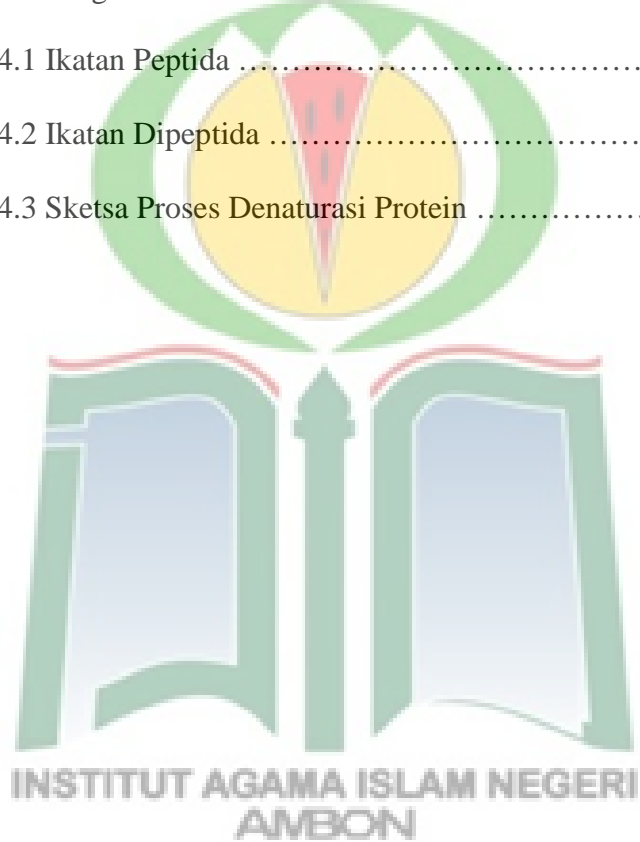 4.1 Ikatan Peptida ……………………………………
4.2 Ikatan Dipeptida …………………………………
4.3 Sketsa Proses Denaturasi Protein ………………
INSTITUT AGAMA ISLAM NEGERI
AMBON